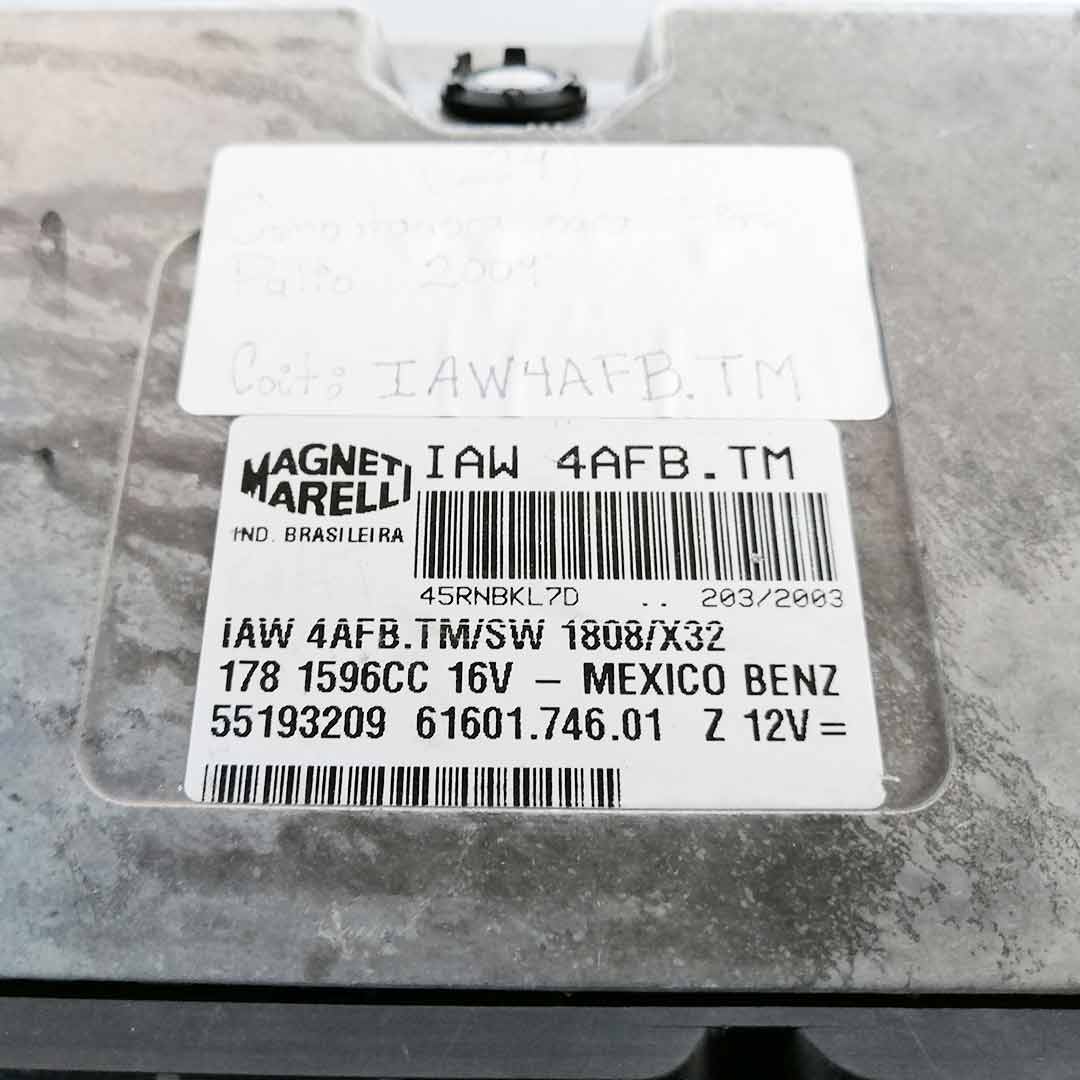 Palio 2004
Coit: IAW4AFB.TM
MAGNETI MARELLI
IND. BRASILEIRA
IAW 4AFB.TM
45RNBKL7D .. 203/2003
IAW 4AFB.TM/SW 1808/X32
178 1596CC 16V – MEXICO BENZ
55193209 61601.746.01 Z 12V=